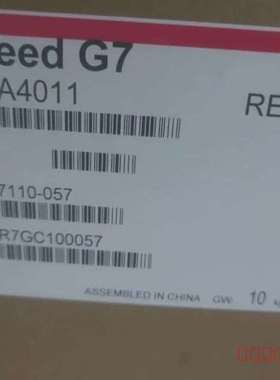 eed G7
A4011
RE
7110-057
R7GC100057
ASSEMBLED IN CHINA GW: 10